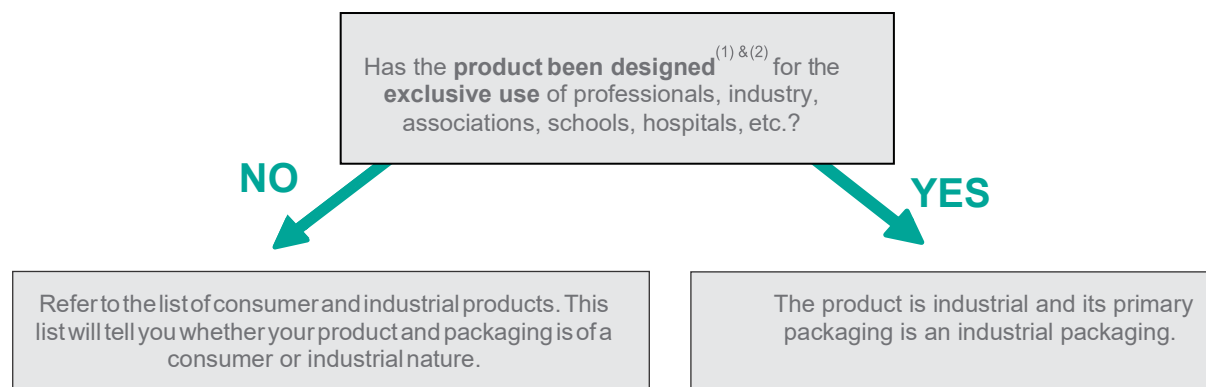 Has the product been designed(1) &(2) for the
exclusive use of professionals, industry,
associations, schools, hospitals, etc.?
NO
YES
Refer to the list of consumer and industrial products. This
list will tell you whether your product and packaging is of a
consumer or industrial nature.
The product is industrial and its primary
packaging is an industrial packaging.